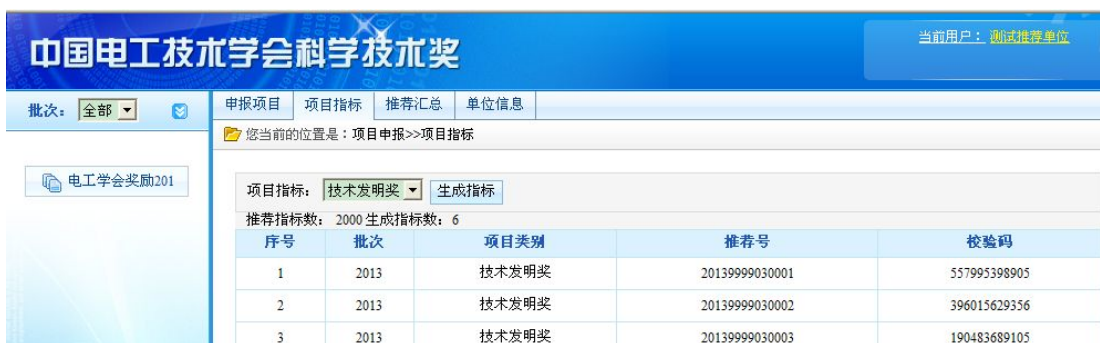 中国电工技术学会科学技术奖
当前用户： 测试推荐单位
批次： 全部
申报项目 项目指标 推荐汇总 单位信息
您当前的位置是：项目申报>>项目指标
电工学会奖励201
项目指标： 技术发明奖 生成指标
推荐指标数： 2000 生成指标数： 6
序号 批次 项目类别 推荐号 校验码
1 2013 技术发明奖 20139999030001 557995398905
2 2013 技术发明奖 20139999030002 396015629356
3 2013 技术发明奖 20139999030003 190483689105